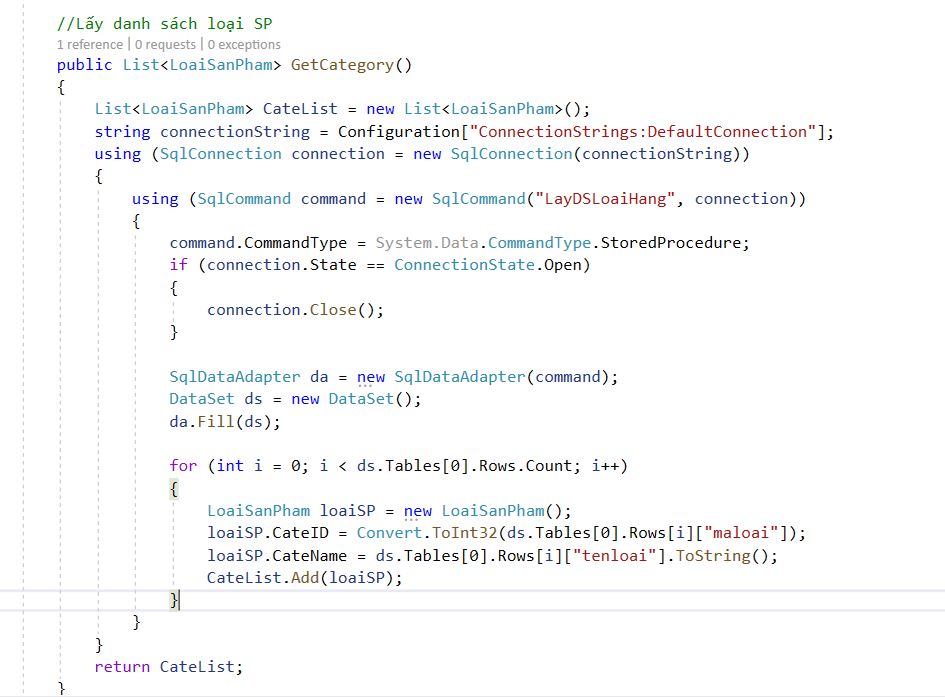 //Lấy danh sách loại SP
1 reference | 0 requests | 0 exceptions
public List<LoaiSanPham> GetCategory()
{
List<LoaiSanPham> CateList = new List<LoaiSanPham>();
string connectionString = Configuration["ConnectionStrings:DefaultConnection"];
using (SqlConnection connection = new SqlConnection(connectionString))
{
using (SqlCommand command = new SqlCommand("LayDSLoaiHang", connection))
{
command.CommandType = System.Data.CommandType.StoredProcedure;
if (connection.State == ConnectionState.Open)
{
connection.Close();
}
SqlDataAdapter da = new SqlDataAdapter(command);
DataSet ds = new DataSet();
da.Fill(ds);
for (int i = 0; i < ds.Tables[0].Rows.Count; i++)
{
LoaiSanPham loaiSP = new LoaiSanPham();
loaiSP.CateID = Convert.ToInt32(ds.Tables[0].Rows[i]["maloai"]);
loaiSP.CateName = ds.Tables[0].Rows[i]["tenloai"].ToString();
CateList.Add(loaiSP);
}
}
}
return CateList;
}